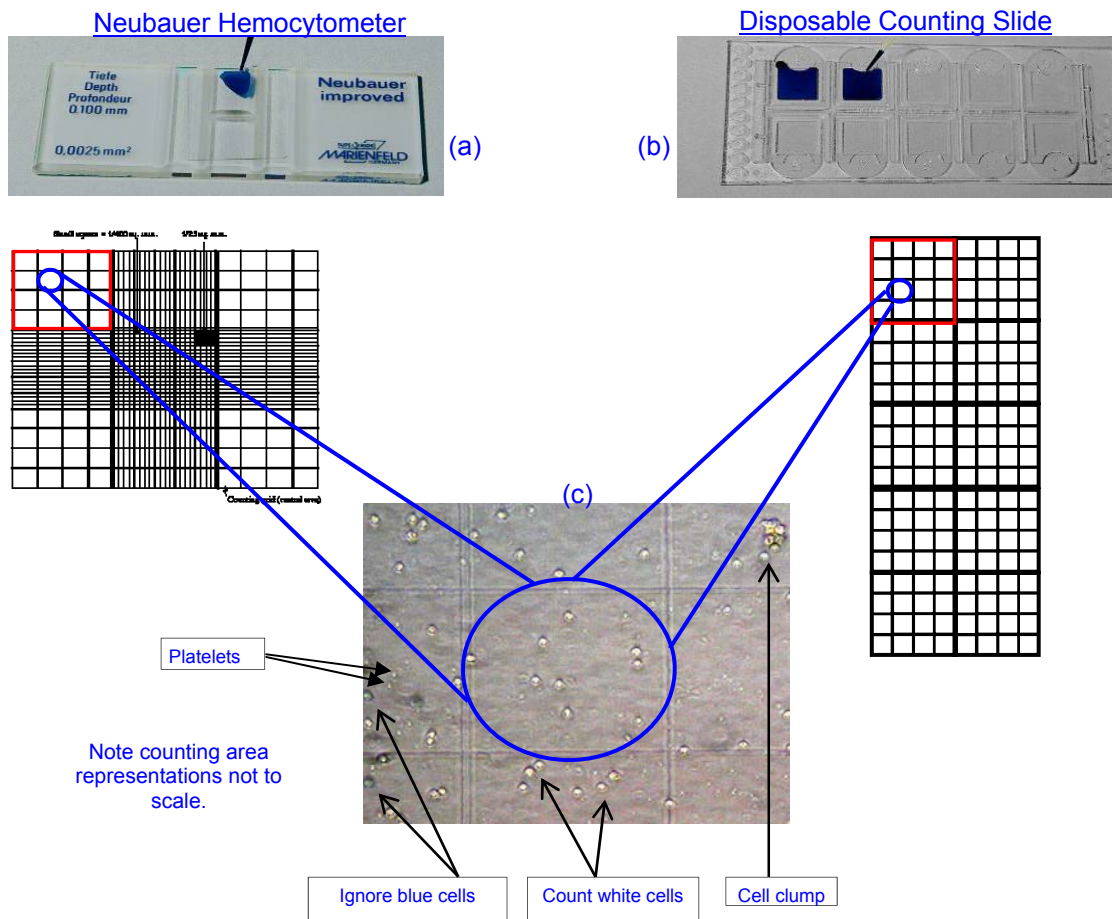 Neubauer Hemocytometer
Disposable Counting Slide
Tiefe
Depth
Profondeur
0.100 mm
0,0025 mm²
Neubauer
improved
MARIENFELD
GERMANY
(a)
(b)
(c)
Platelets
Note counting area
representations not to
scale.
Ignore blue cells
Count white cells
Cell clump